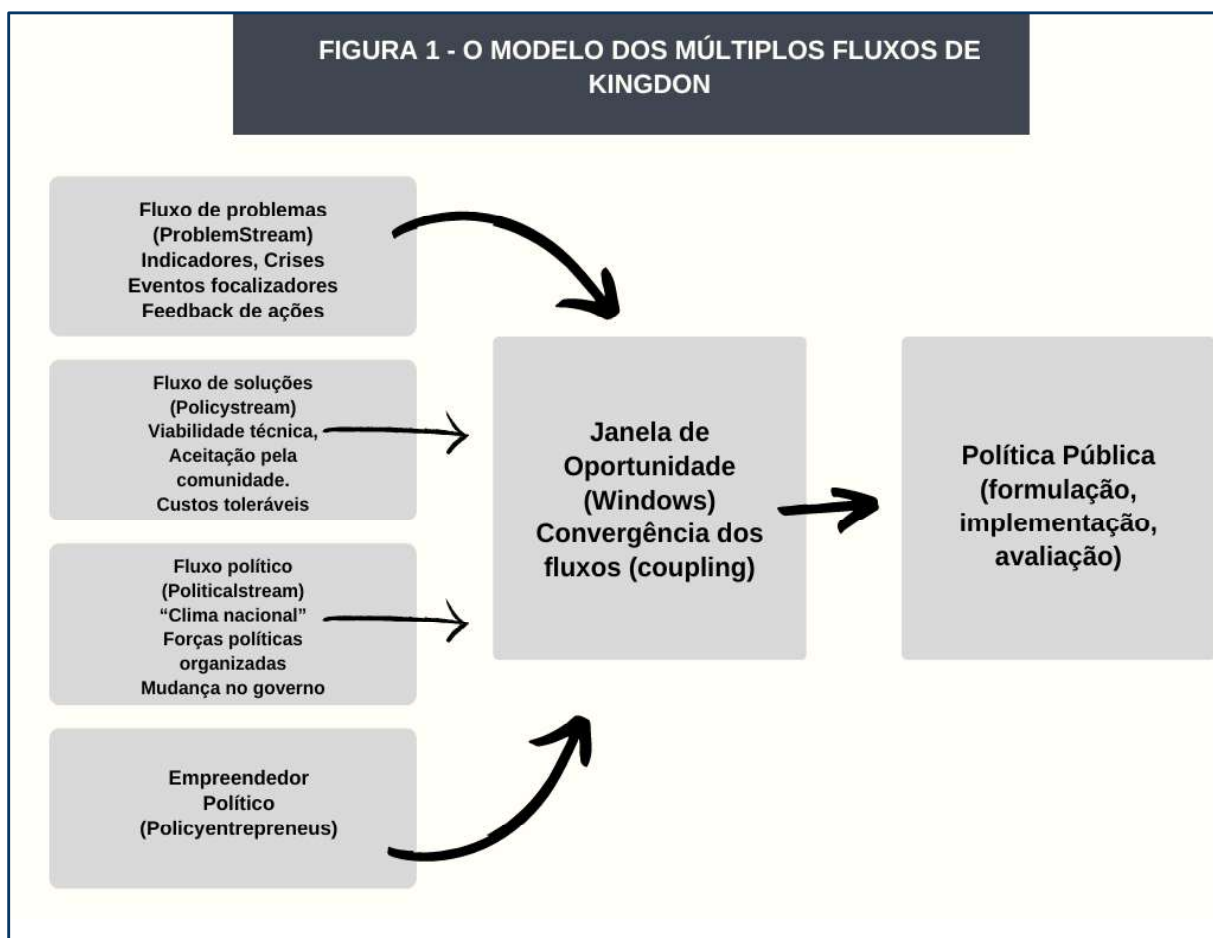 FIGURA 1 - O MODELO DOS MÚLTIPLOS FLUXOS DE
KINGDON
Fluxo de problemas
(ProblemStream)
Indicadores, Crises
Eventos focalizadores
Feedback de ações
Fluxo de soluções
(Policystream)
Viabilidade técnica,
Aceitação pela
comunidade.
Custos toleráveis
Fluxo político
(Politicalstream)
“Clima nacional”
Forças políticas
organizadas
Mudança no governo
Empreendedor
Político
(Policyentrepreneus)
Janela de
Oportunidade
(Windows)
Convergência dos
fluxos (coupling)
Política Pública
(formulação,
implementação,
avaliação)